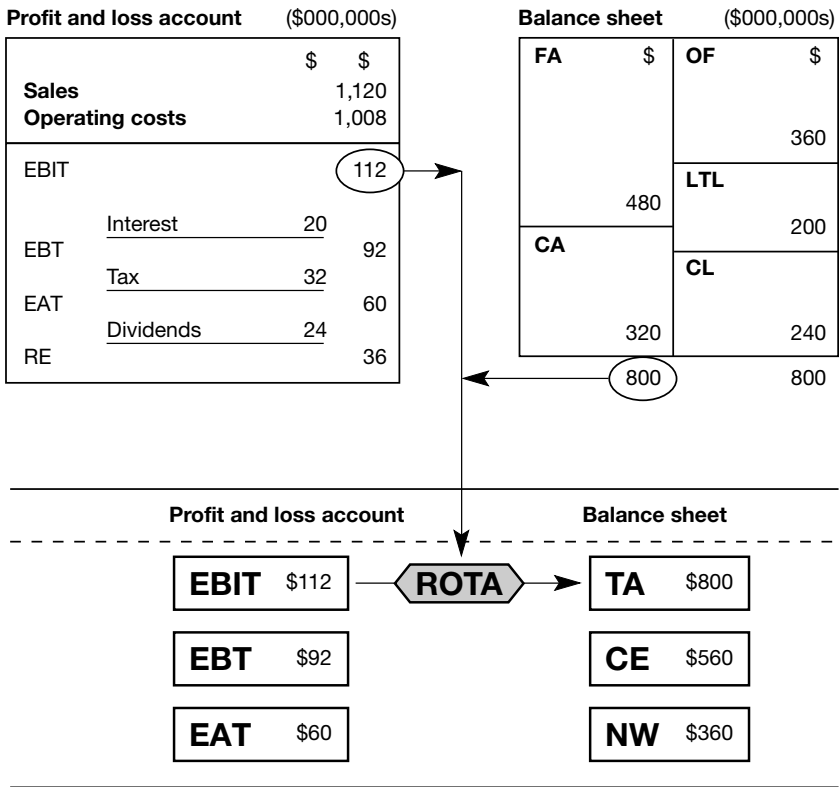 Profit and loss account ($000,000s)
$ $
Sales 1,120
Operating costs 1,008
EBIT 112
Interest 20
EBT 92
Tax 32
EAT 60
Dividends 24
RE 36
Balance sheet ($000,000s)
FA $ OF $
360
LTL
480
200
CA
CL
320 240
800 800
Profit and loss account Balance sheet
EBIT $112 ROTA TA $800
EBT $92 CE $560
EAT $60 NW $360